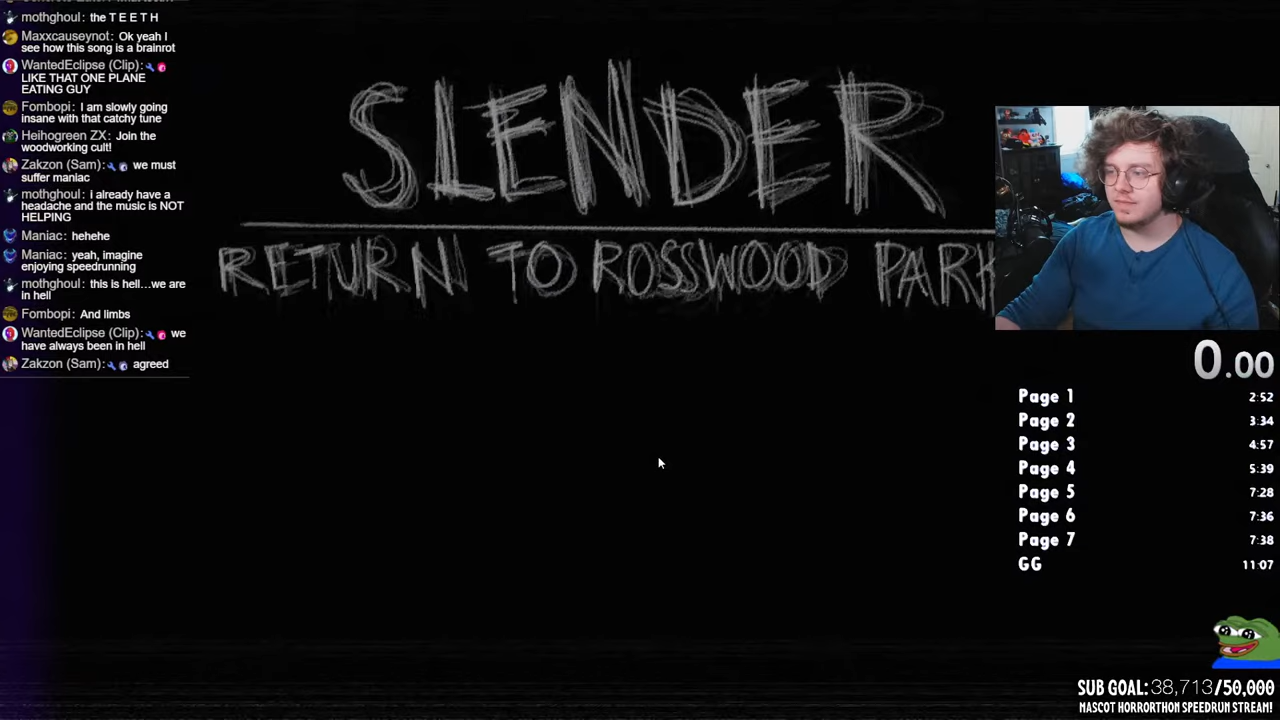 mothghoul: the T E E T H
Maxxcauseynot: Ok yeah I
see how this song is a brainrot
WantedEclipse (Clip):
LIKE THAT ONE PLANE
EATING GUY
Fombopi: I am slowly going
insane with that catchy tune
Heihogreen ZX: Join the
woodworking cult!
Zakzon (Sam): we must
suffer maniac
mothghoul: i already have a
headache and the music is NOT
HELPING
Maniac: hehehe
Maniac: yeah, imagine
enjoying speedrunning
mothghoul: this is hell...we are
in hell
Fombopi: And limbs
WantedEclipse (Clip): we
have always been in hell
Zakzon (Sam): agreed
SLENDER
RETURN TO ROSSWOOD PARK
0.00
Page 1 2:52
Page 2 3:34
Page 3 4:57
Page 4 5:39
Page 5 7:28
Page 6 7:36
Page 7 7:38
GG 11:07
SUB GOAL: 38,713/50,000
MASCOT HORRORTHON SPEEDRUN STREAM!